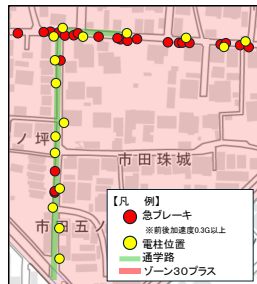 ノ坪
市田珠城
市田五ノ
【凡　例】
急ブレーキ
※前後加速度0.3G以上
電柱位置
通学路
ゾーン30プラス